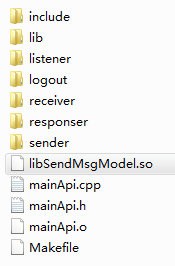 include
lib
listener
logout
receiver
responser
sender
libSendMsgModel.so
mainApi.cpp
mainApi.h
mainApi.o
Makefile